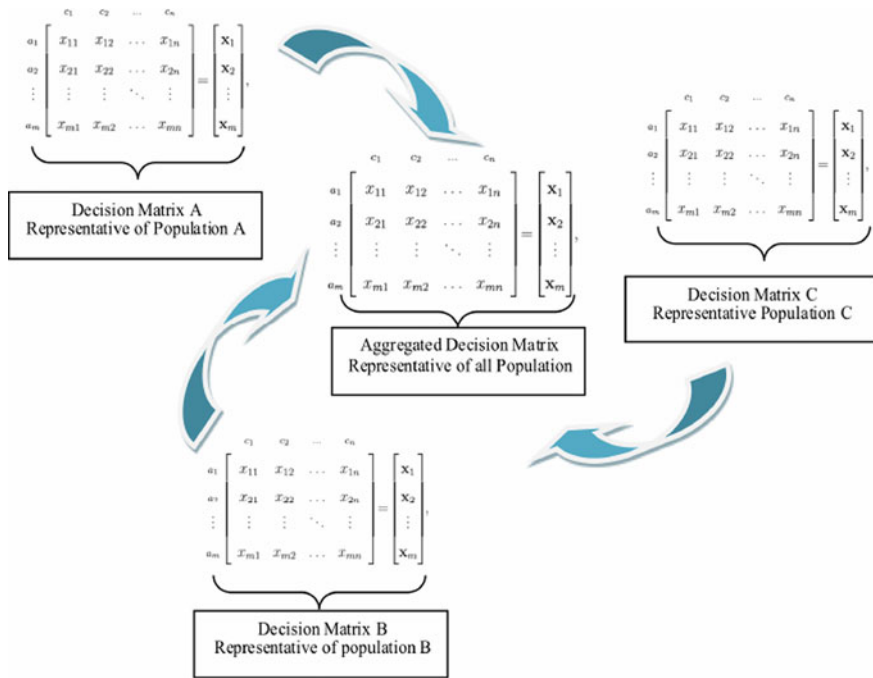 c₁ c₂ ... cₙ
a₁ x₁₁ x₁₂ … x₁ₙ x₁
a₂ x₂₁ x₂₂ … x₂ₙ = x₂ ,
⋮ ⋮ ⋮ ⋱ ⋮ ⋮
aₘ xₘ₁ xₘ₂ … xₘₙ xₘ
Decision Matrix A
Representative of Population A
c₁ c₂ ... cₙ
a₁ x₁₁ x₁₂ … x₁ₙ x₁
a₂ x₂₁ x₂₂ … x₂ₙ = x₂ ,
⋮ ⋮ ⋮ ⋱ ⋮ ⋮
aₘ xₘ₁ xₘ₂ … xₘₙ xₘ
Aggregated Decision Matrix
Representative of all Population
c₁ c₂ ... cₙ
a₁ x₁₁ x₁₂ … x₁ₙ x₁
a₂ x₂₁ x₂₂ … x₂ₙ = x₂ ,
⋮ ⋮ ⋮ ⋱ ⋮ ⋮
aₘ xₘ₁ xₘ₂ … xₘₙ xₘ
Decision Matrix C
Representative Population C
c₁ c₂ ... cₙ
a₁ x₁₁ x₁₂ … x₁ₙ x₁
a₂ x₂₁ x₂₂ … x₂ₙ = x₂ ,
⋮ ⋮ ⋮ ⋱ ⋮ ⋮
aₘ xₘ₁ xₘ₂ … xₘₙ xₘ
Decision Matrix B
Representative of population B